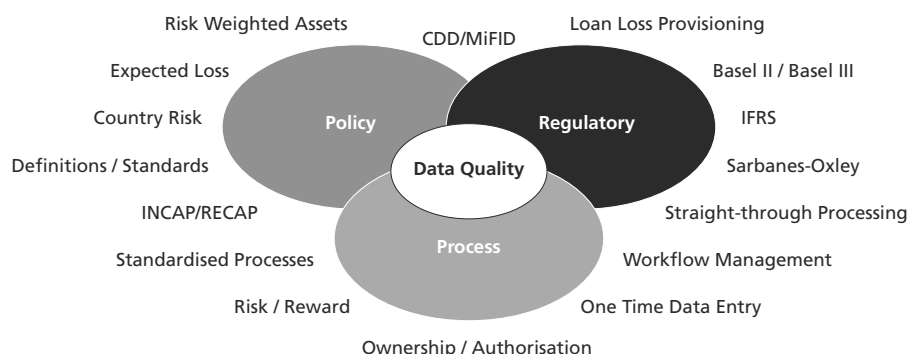 Risk Weighted Assets
Loan Loss Provisioning
CDD/MiFID
Expected Loss
Basel II / Basel III
Country Risk
Policy
Regulatory
IFRS
Definitions / Standards
Data Quality
Sarbanes-Oxley
INCAP/RECAP
Straight-through Processing
Process
Standardised Processes
Workflow Management
Risk / Reward
One Time Data Entry
Ownership / Authorisation